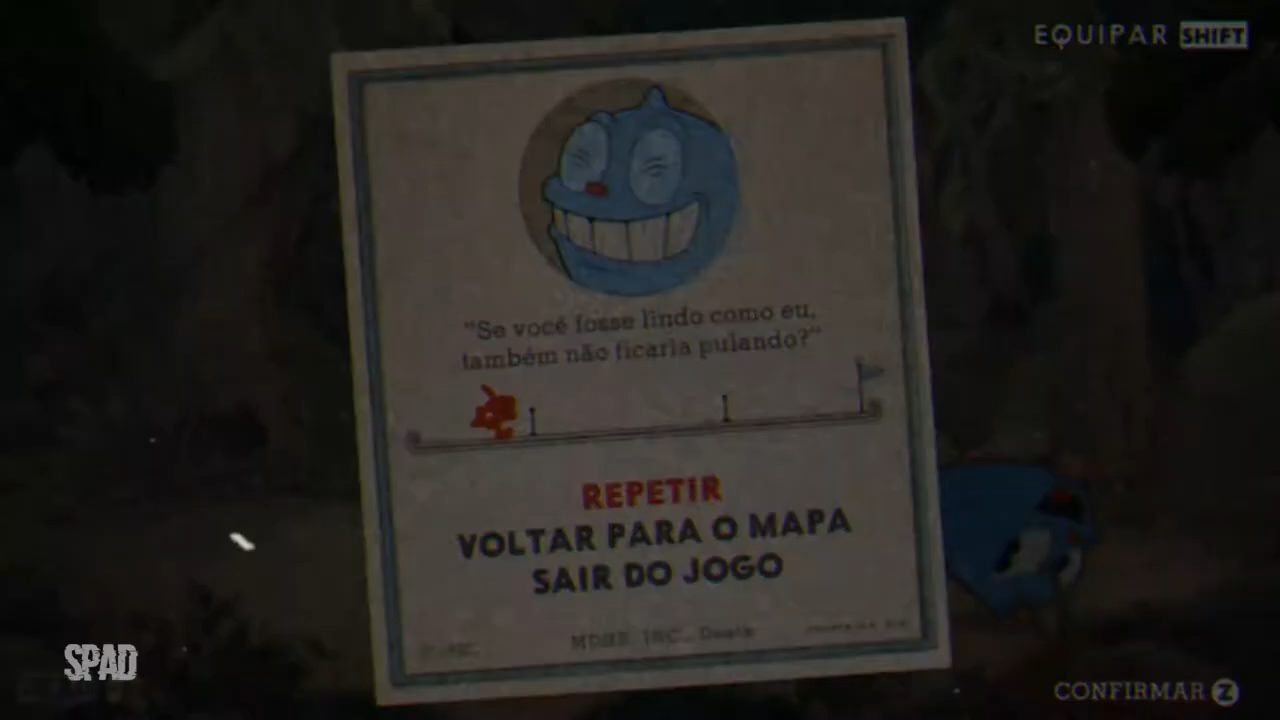 EQUIPAR SHIFT
"Se você fosse lindo como eu,
também não ficaria pulando?"
REPETIR
VOLTAR PARA O MAPA
SAIR DO JOGO
SPAD
CONFIRMAR Z